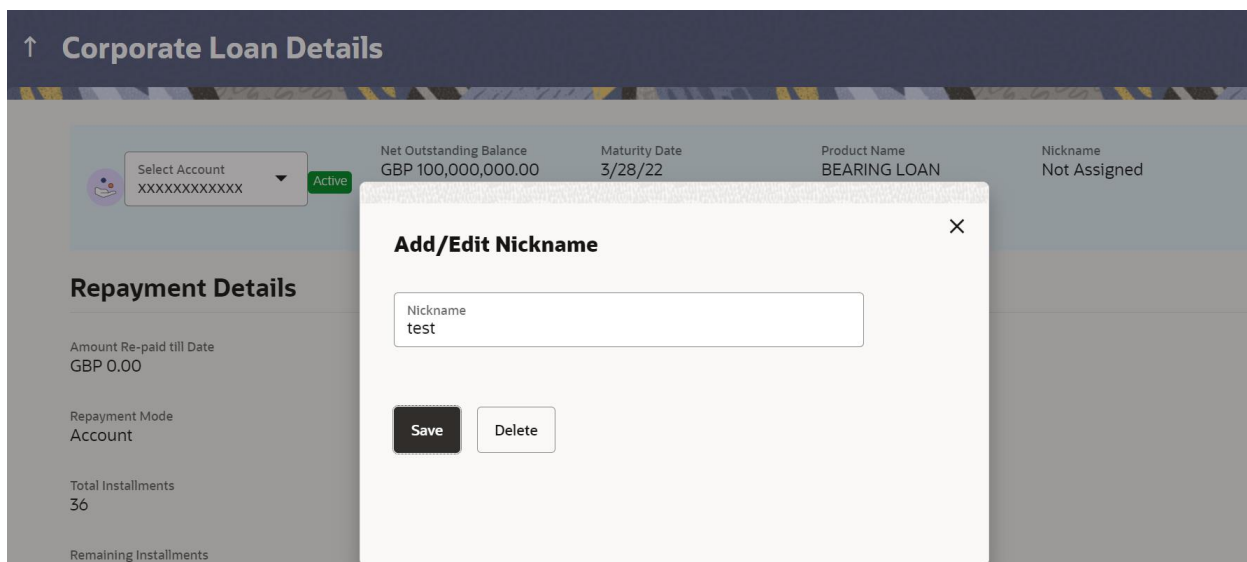 Corporate Loan Details
Select Account
XXXXXXXXXXXX
Active
Net Outstanding Balance
GBP 100,000,000.00
Maturity Date
3/28/22
Product Name
BEARING LOAN
Nickname
Not Assigned
Add/Edit Nickname
Nickname
test
Save Delete
Repayment Details
Amount Re-paid till Date
GBP 0.00
Repayment Mode
Account
Total Installments
36
Remaining Installments